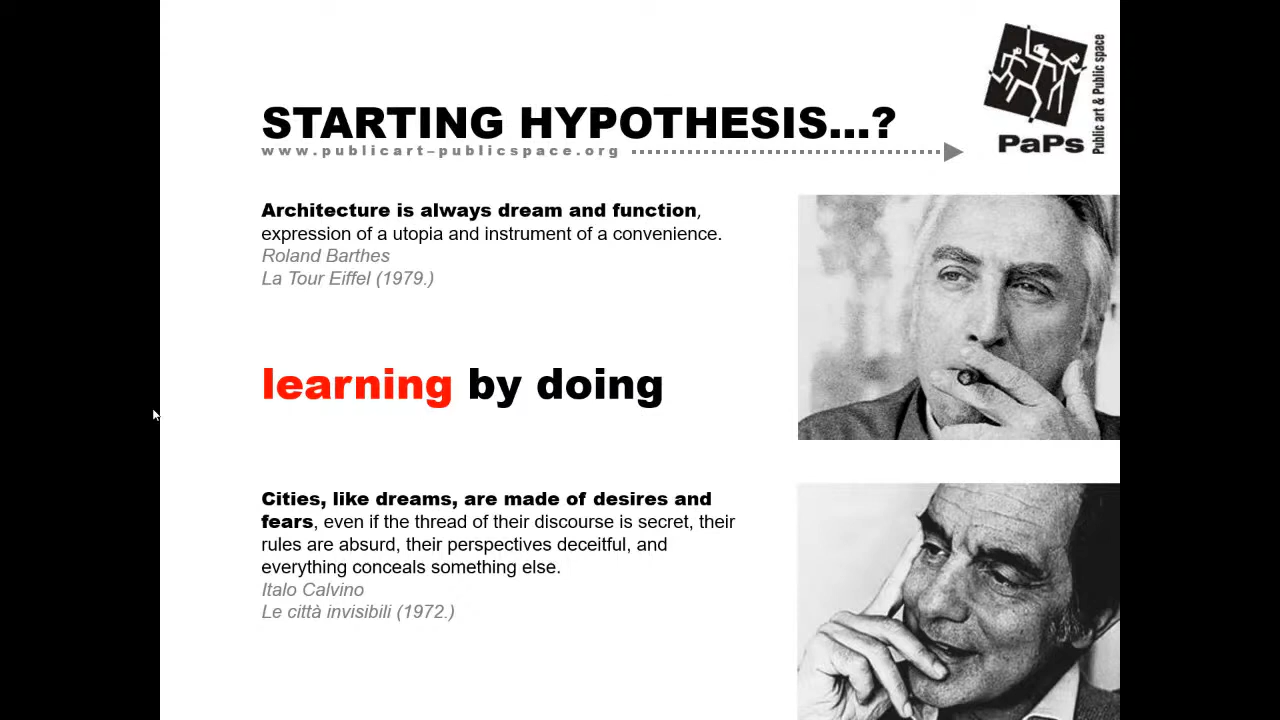 STARTING HYPOTHESIS...?
www.publicart-publicspace.org
PaPs
Public art & Public space
Architecture is always dream and function,
expression of a utopia and instrument of a convenience.
Roland Barthes
La Tour Eiffel (1979.)
learning by doing
Cities, like dreams, are made of desires and
fears, even if the thread of their discourse is secret, their
rules are absurd, their perspectives deceitful, and
everything conceals something else.
Italo Calvino
Le città invisibili (1972.)